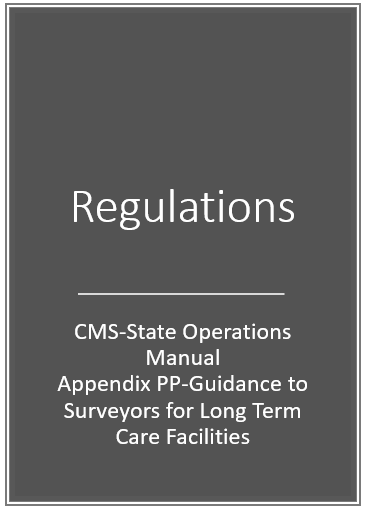 Regulations
CMS-State Operations
Manual
Appendix PP-Guidance to
Surveyors for Long Term
Care Facilities